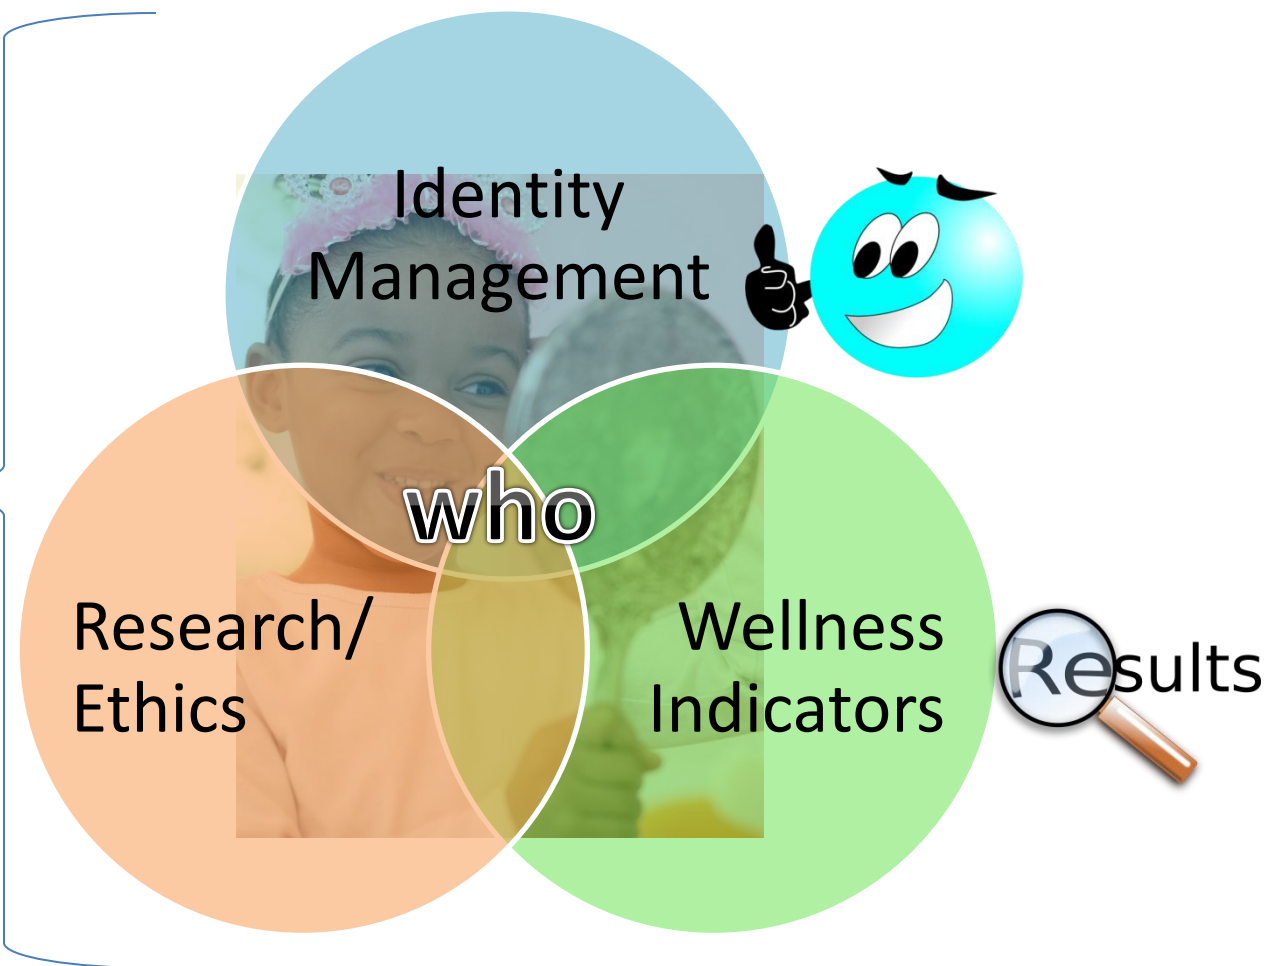 Identity
Management
who
Research/
Ethics
Wellness
Indicators
Results